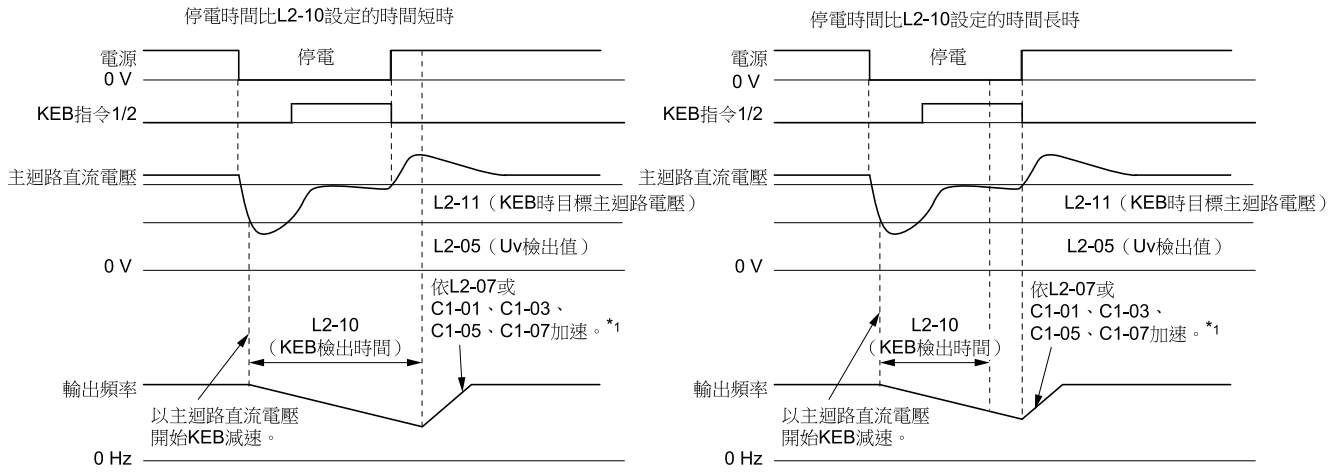 停電時間比L2-10設定的時間短時
電源
停電
0 V
KEB指令1/2
主迴路直流電壓
L2-11（KEB時目標主迴路電壓）
L2-05（Uv檢出值）
0 V
依L2-07或
C1-01、C1-03、
C1-05、C1-07加速。*1
L2-10
（KEB檢出時間）
輸出頻率
以主迴路直流電壓
開始KEB減速。
0 Hz
停電時間比L2-10設定的時間長時
電源
停電
0 V
KEB指令1/2
主迴路直流電壓
L2-11（KEB時目標主迴路電壓）
L2-05（Uv檢出值）
0 V
依L2-07或
C1-01、C1-03、
C1-05、C1-07加速。*1
L2-10
（KEB檢出時間）
輸出頻率
以主迴路直流電壓
開始KEB減速。
0 Hz